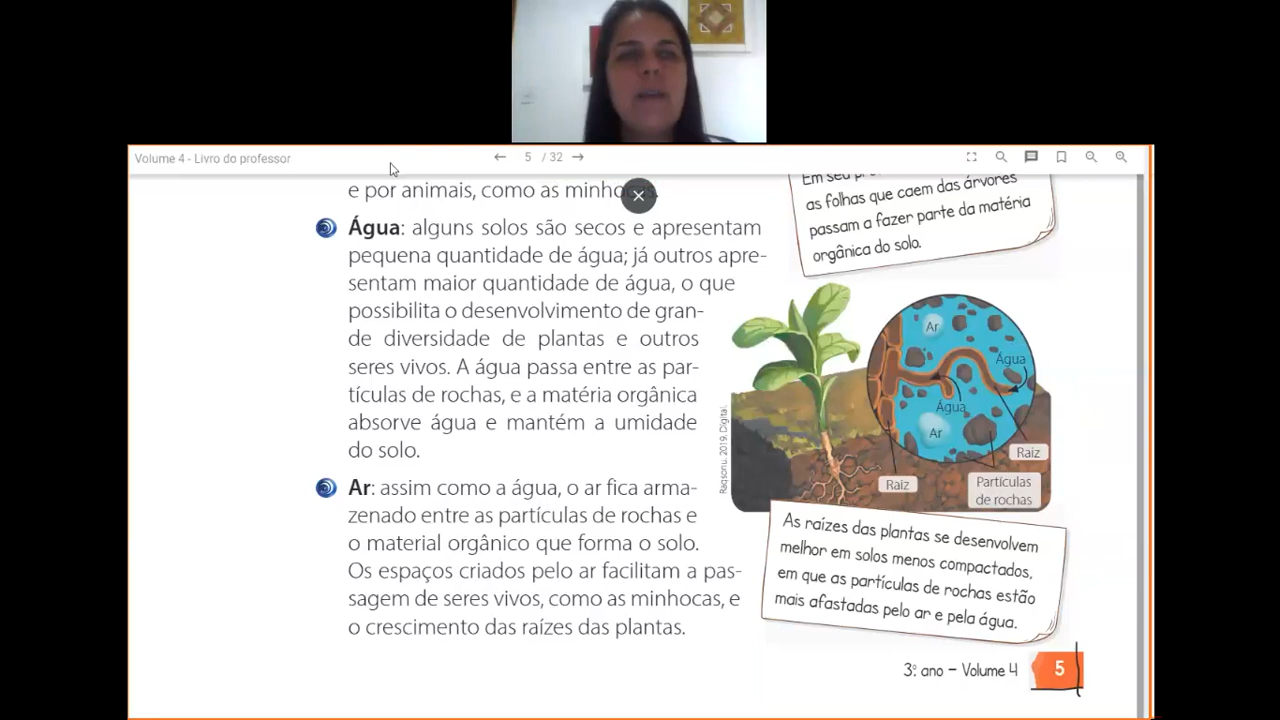 Volume 4 - Livro do professor
5 / 32
e por animais, como as minhocas.
Água: alguns solos são secos e apresentam
pequena quantidade de água; já outros apre-
sentam maior quantidade de água, o que
possibilita o desenvolvimento de gran-
de diversidade de plantas e outros
seres vivos. A água passa entre as par-
tículas de rochas, e a matéria orgânica
absorve água e mantém a umidade
do solo.
Ar: assim como a água, o ar fica arma-
zenado entre as partículas de rochas e
o material orgânico que forma o solo.
Os espaços criados pelo ar facilitam a pas-
sagem de seres vivos, como as minhocas, e
o crescimento das raízes das plantas.
Em seu
as folhas que caem das árvores
passam a fazer parte da matéria
orgânica do solo.
Ar
Água
Água
Ar
Raiz
Raiz
Partículas
de rochas
Raqsonu. 2019. Digital.
As raízes das plantas se desenvolvem
melhor em solos menos compactados,
em que as partículas de rochas estão
mais afastadas pelo ar e pela água.
3º. ano – Volume 4
5